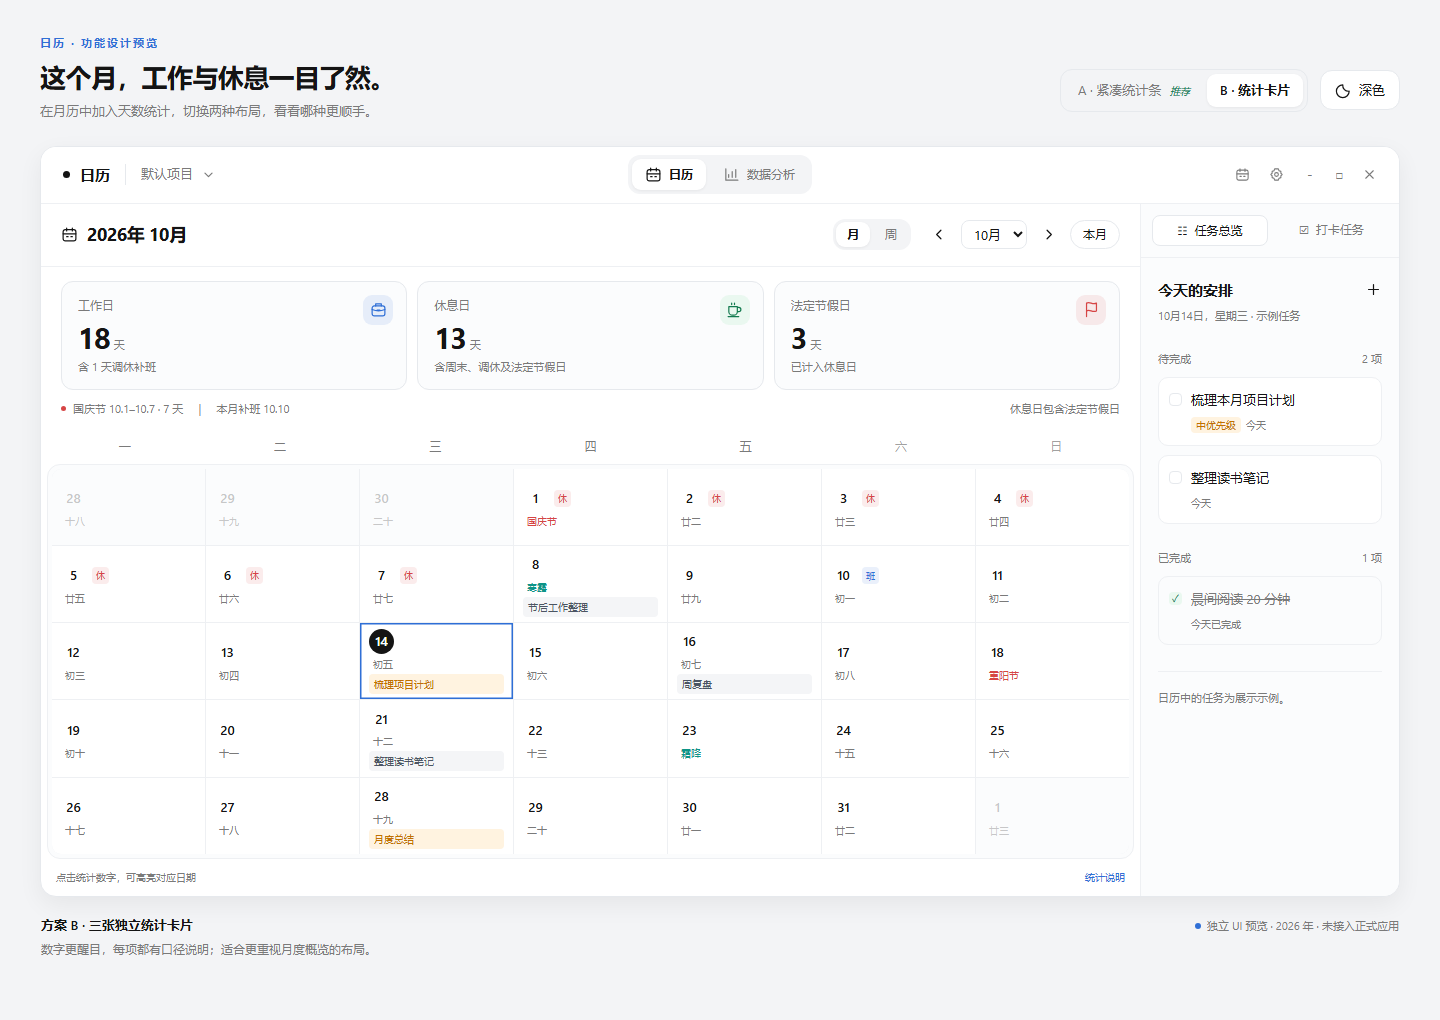 日历 · 功能设计预览
这个月，工作与休息一目了然。
在月历中加入天数统计，切换两种布局，看看哪种更顺手。
A · 紧凑统计条 推荐
B · 统计卡片
深色
日历
默认项目
日历
数据分析
2026年 10月
月
周
10月
本月
任务总览
打卡任务
工作日
18 天
含 1 天调休补班
休息日
13 天
含周末、调休及法定节假日
法定节假日
3 天
已计入休息日
国庆节 10.1–10.7 · 7 天 | 本月补班 10.10
休息日包含法定节假日
一 二 三 四 五 六 日
28 29 30 1 休 2 休 3 休 4 休
十八 十九 二十 国庆节 廿二 廿三 廿四
5 休 6 休 7 休 8 9 10 班 11
廿五 廿六 廿七 寒露 廿九 初一 初二
节后工作整理
12 13 14 15 16 17 18
初三 初四 初五 初六 初七 初八 重阳节
梳理项目计划 周复盘
19 20 21 22 23 24 25
初十 十一 十二 十三 霜降 十五 十六
整理读书笔记
26 27 28 29 30 31 1
十七 十八 十九 二十 廿一 廿二 廿三
月度总结
点击统计数字，可高亮对应日期
统计说明
今天的安排
10月14日，星期三 · 示例任务
待完成 2 项
梳理本月项目计划
中优先级 今天
整理读书笔记
今天
已完成 1 项
晨间阅读 20 分钟
今天已完成
日历中的任务为展示示例。
方案 B · 三张独立统计卡片
数字更醒目，每项都有口径说明；适合更重视月度概览的布局。
独立 UI 预览 · 2026 年 · 未接入正式应用